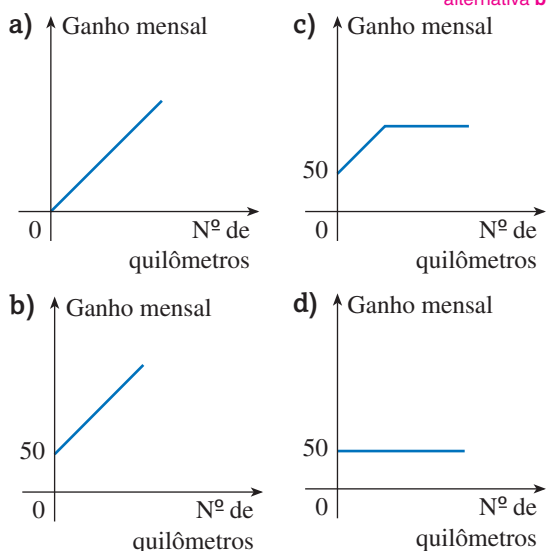 alternativa b
a) Ganho mensal
0
Nº de
quilômetros
c) Ganho mensal
50
0
Nº de
quilômetros
b) Ganho mensal
50
0
Nº de
quilômetros
d) Ganho mensal
50
0
Nº de
quilômetros